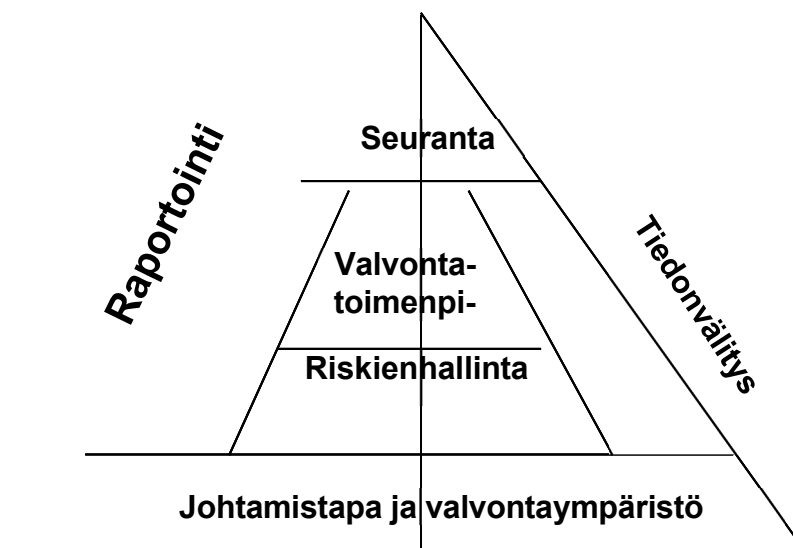 Seuranta
Raportointi
Tiedonvälitys
Valvonta-
toimenpi-
Riskienhallinta
Johtamistapa ja valvontaympäristö